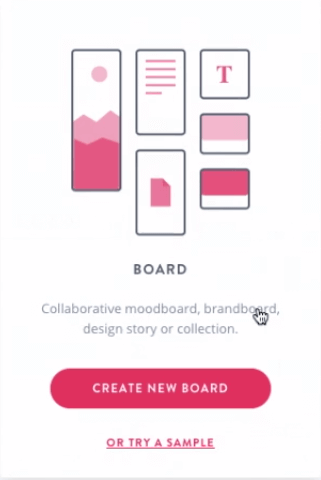 T
BOARD
Collaborative moodboard, brandboard,
design story or collection.
CREATE NEW BOARD
OR TRY A SAMPLE